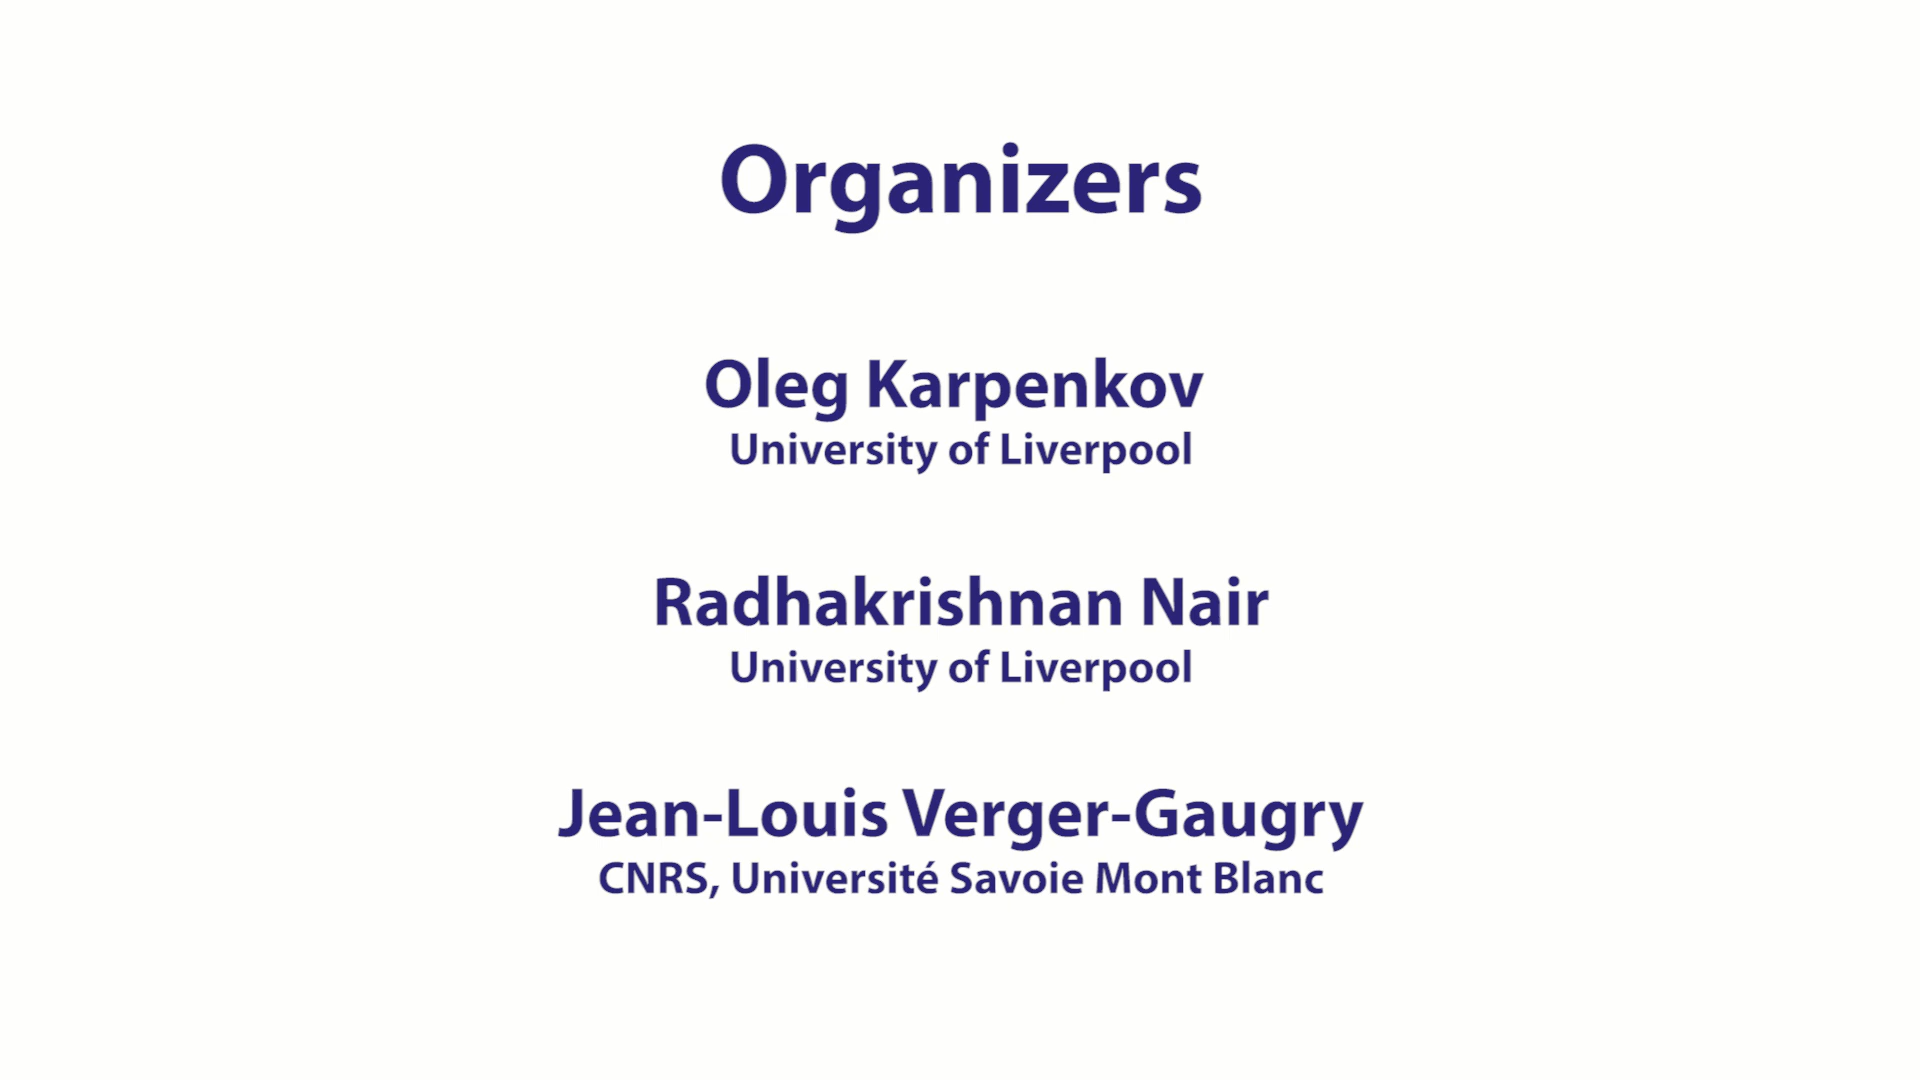 Organizers
Oleg Karpenkov
University of Liverpool
Radhakrishnan Nair
University of Liverpool
Jean-Louis Verger-Gaugry
CNRS, Université Savoie Mont Blanc